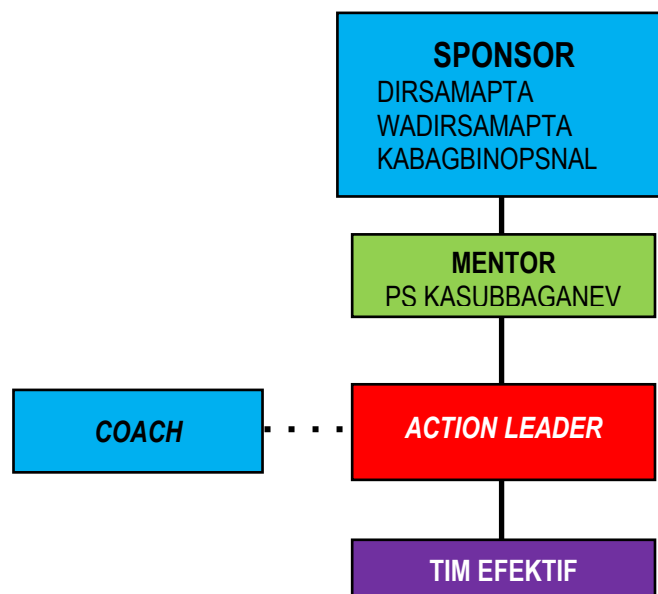 SPONSOR
DIRSAMAPTA
WADIRSAMAPTA
KABAGBINOPSNAL
MENTOR
PS KASUBBAGANEV
COACH
ACTION LEADER
TIM EFEKTIF